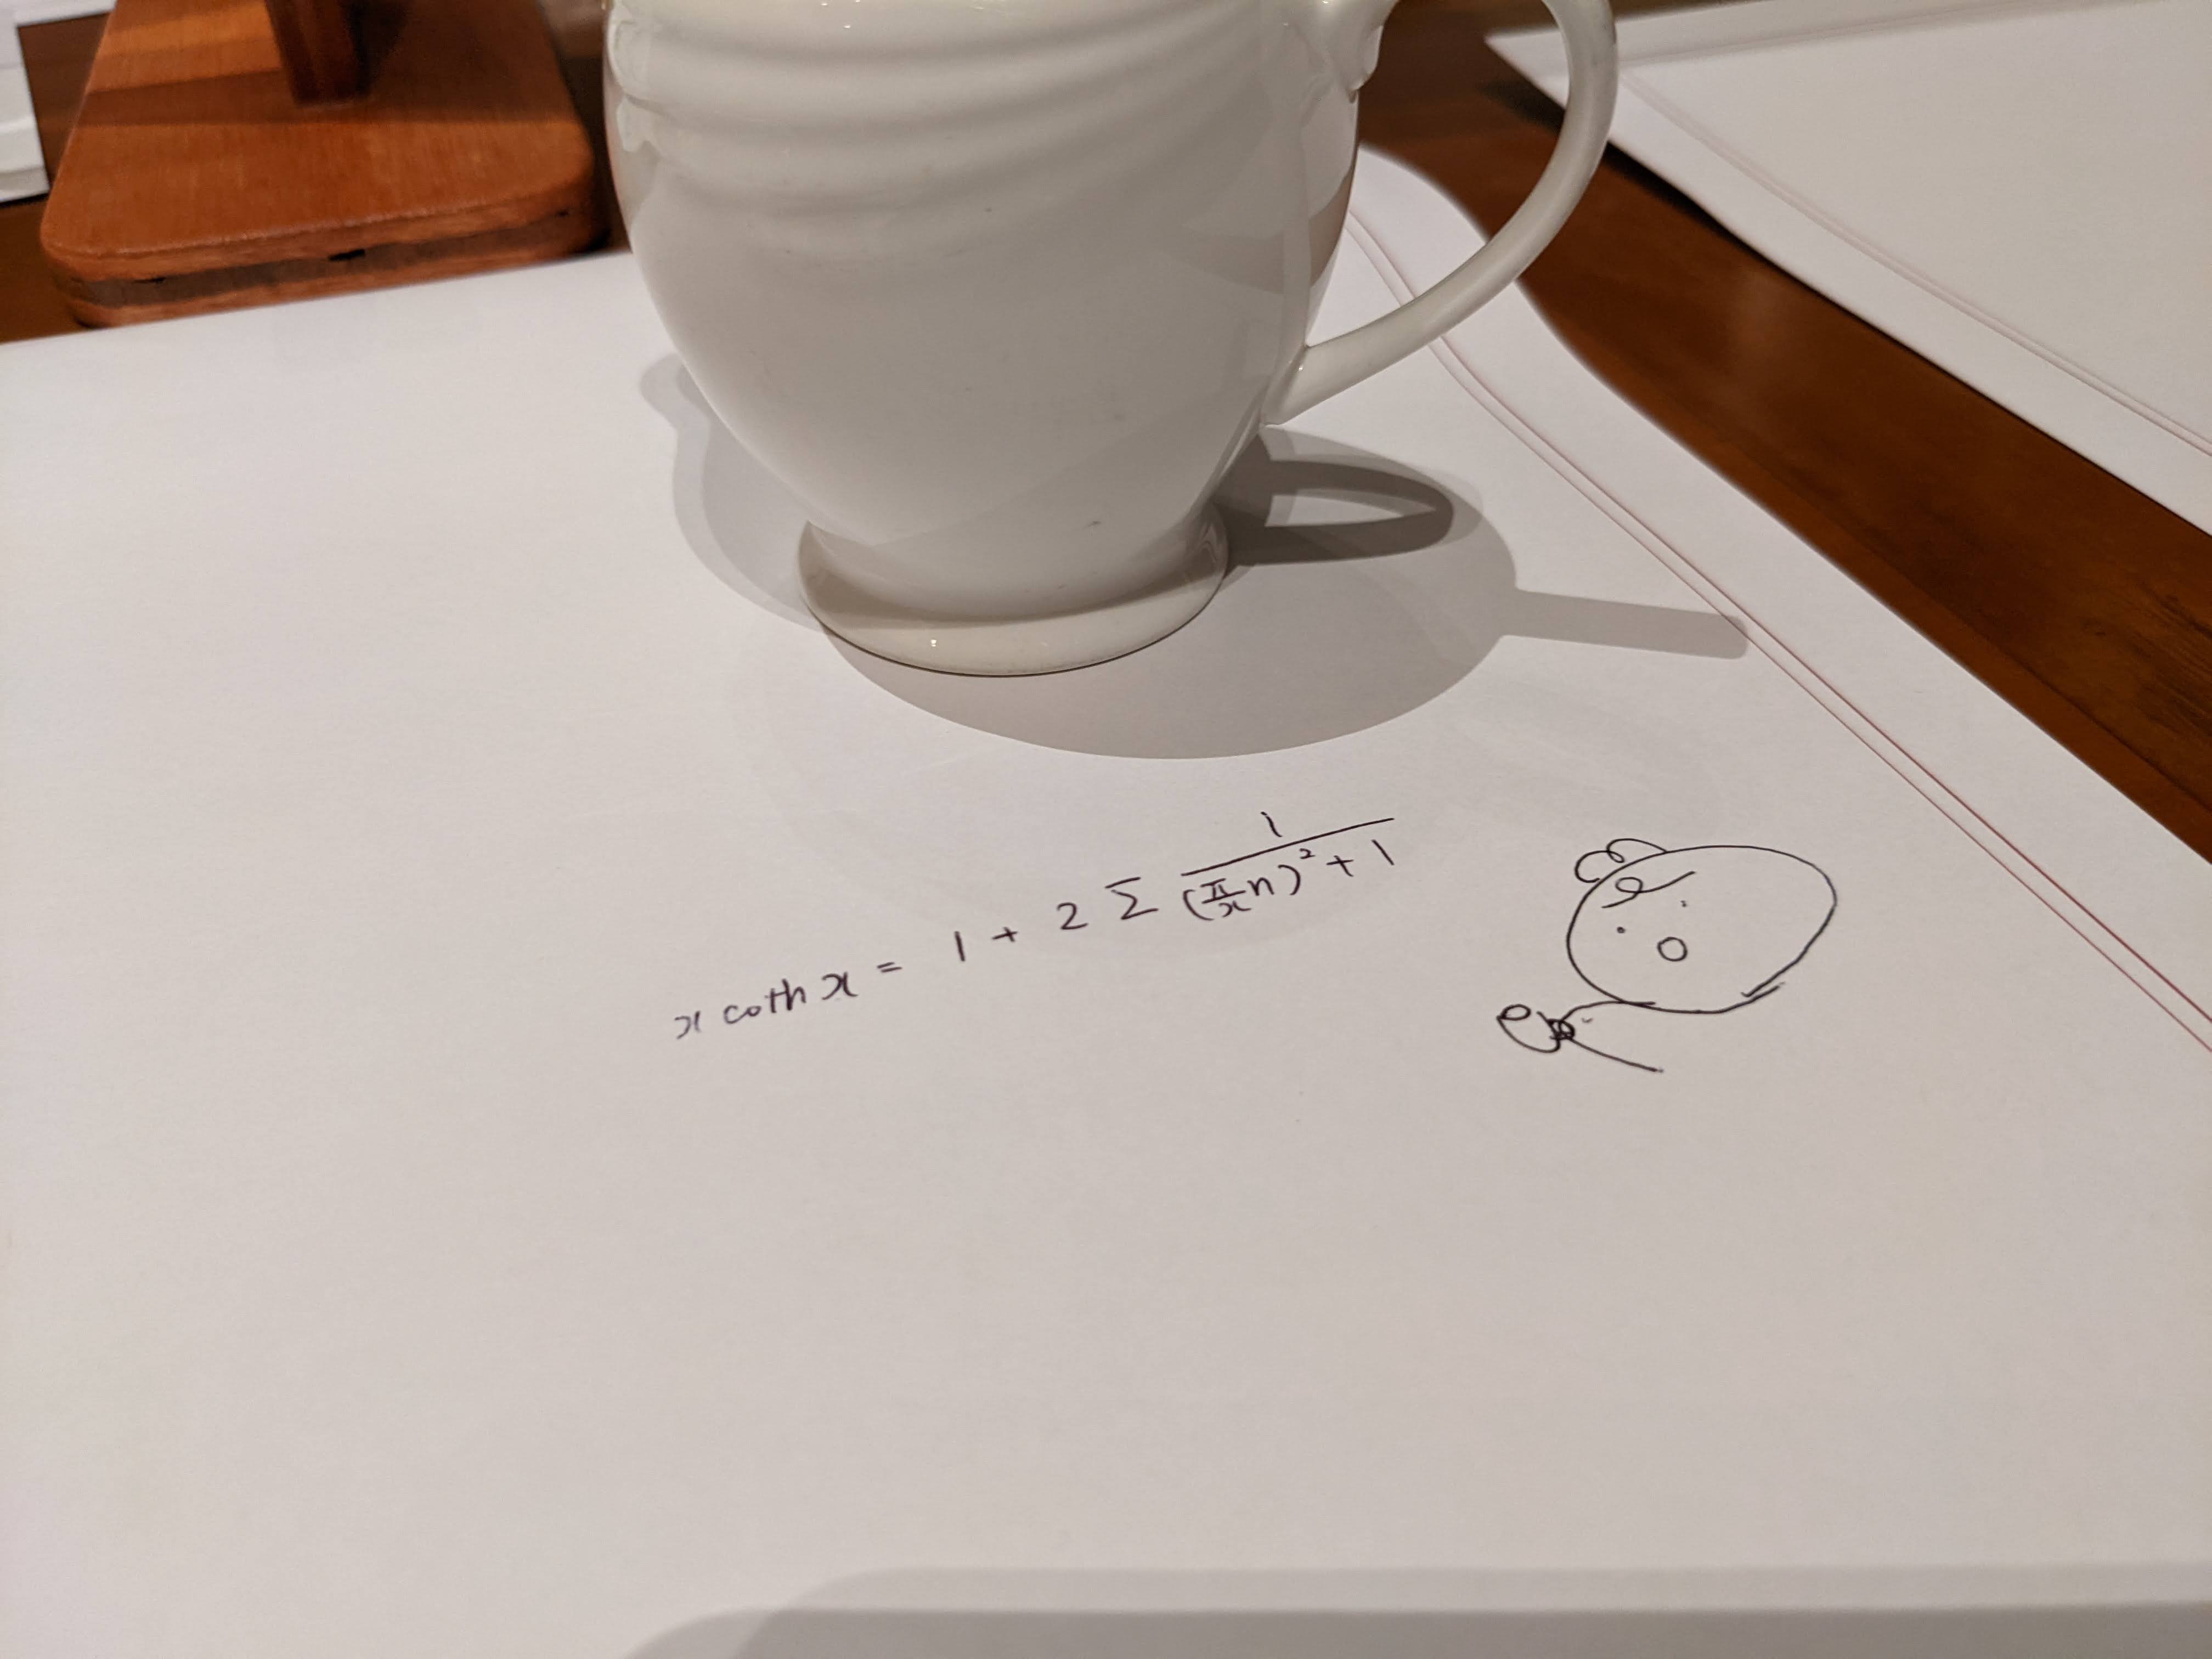 x coth x = 1 + 2 Σ 1/((π/x n)² + 1)